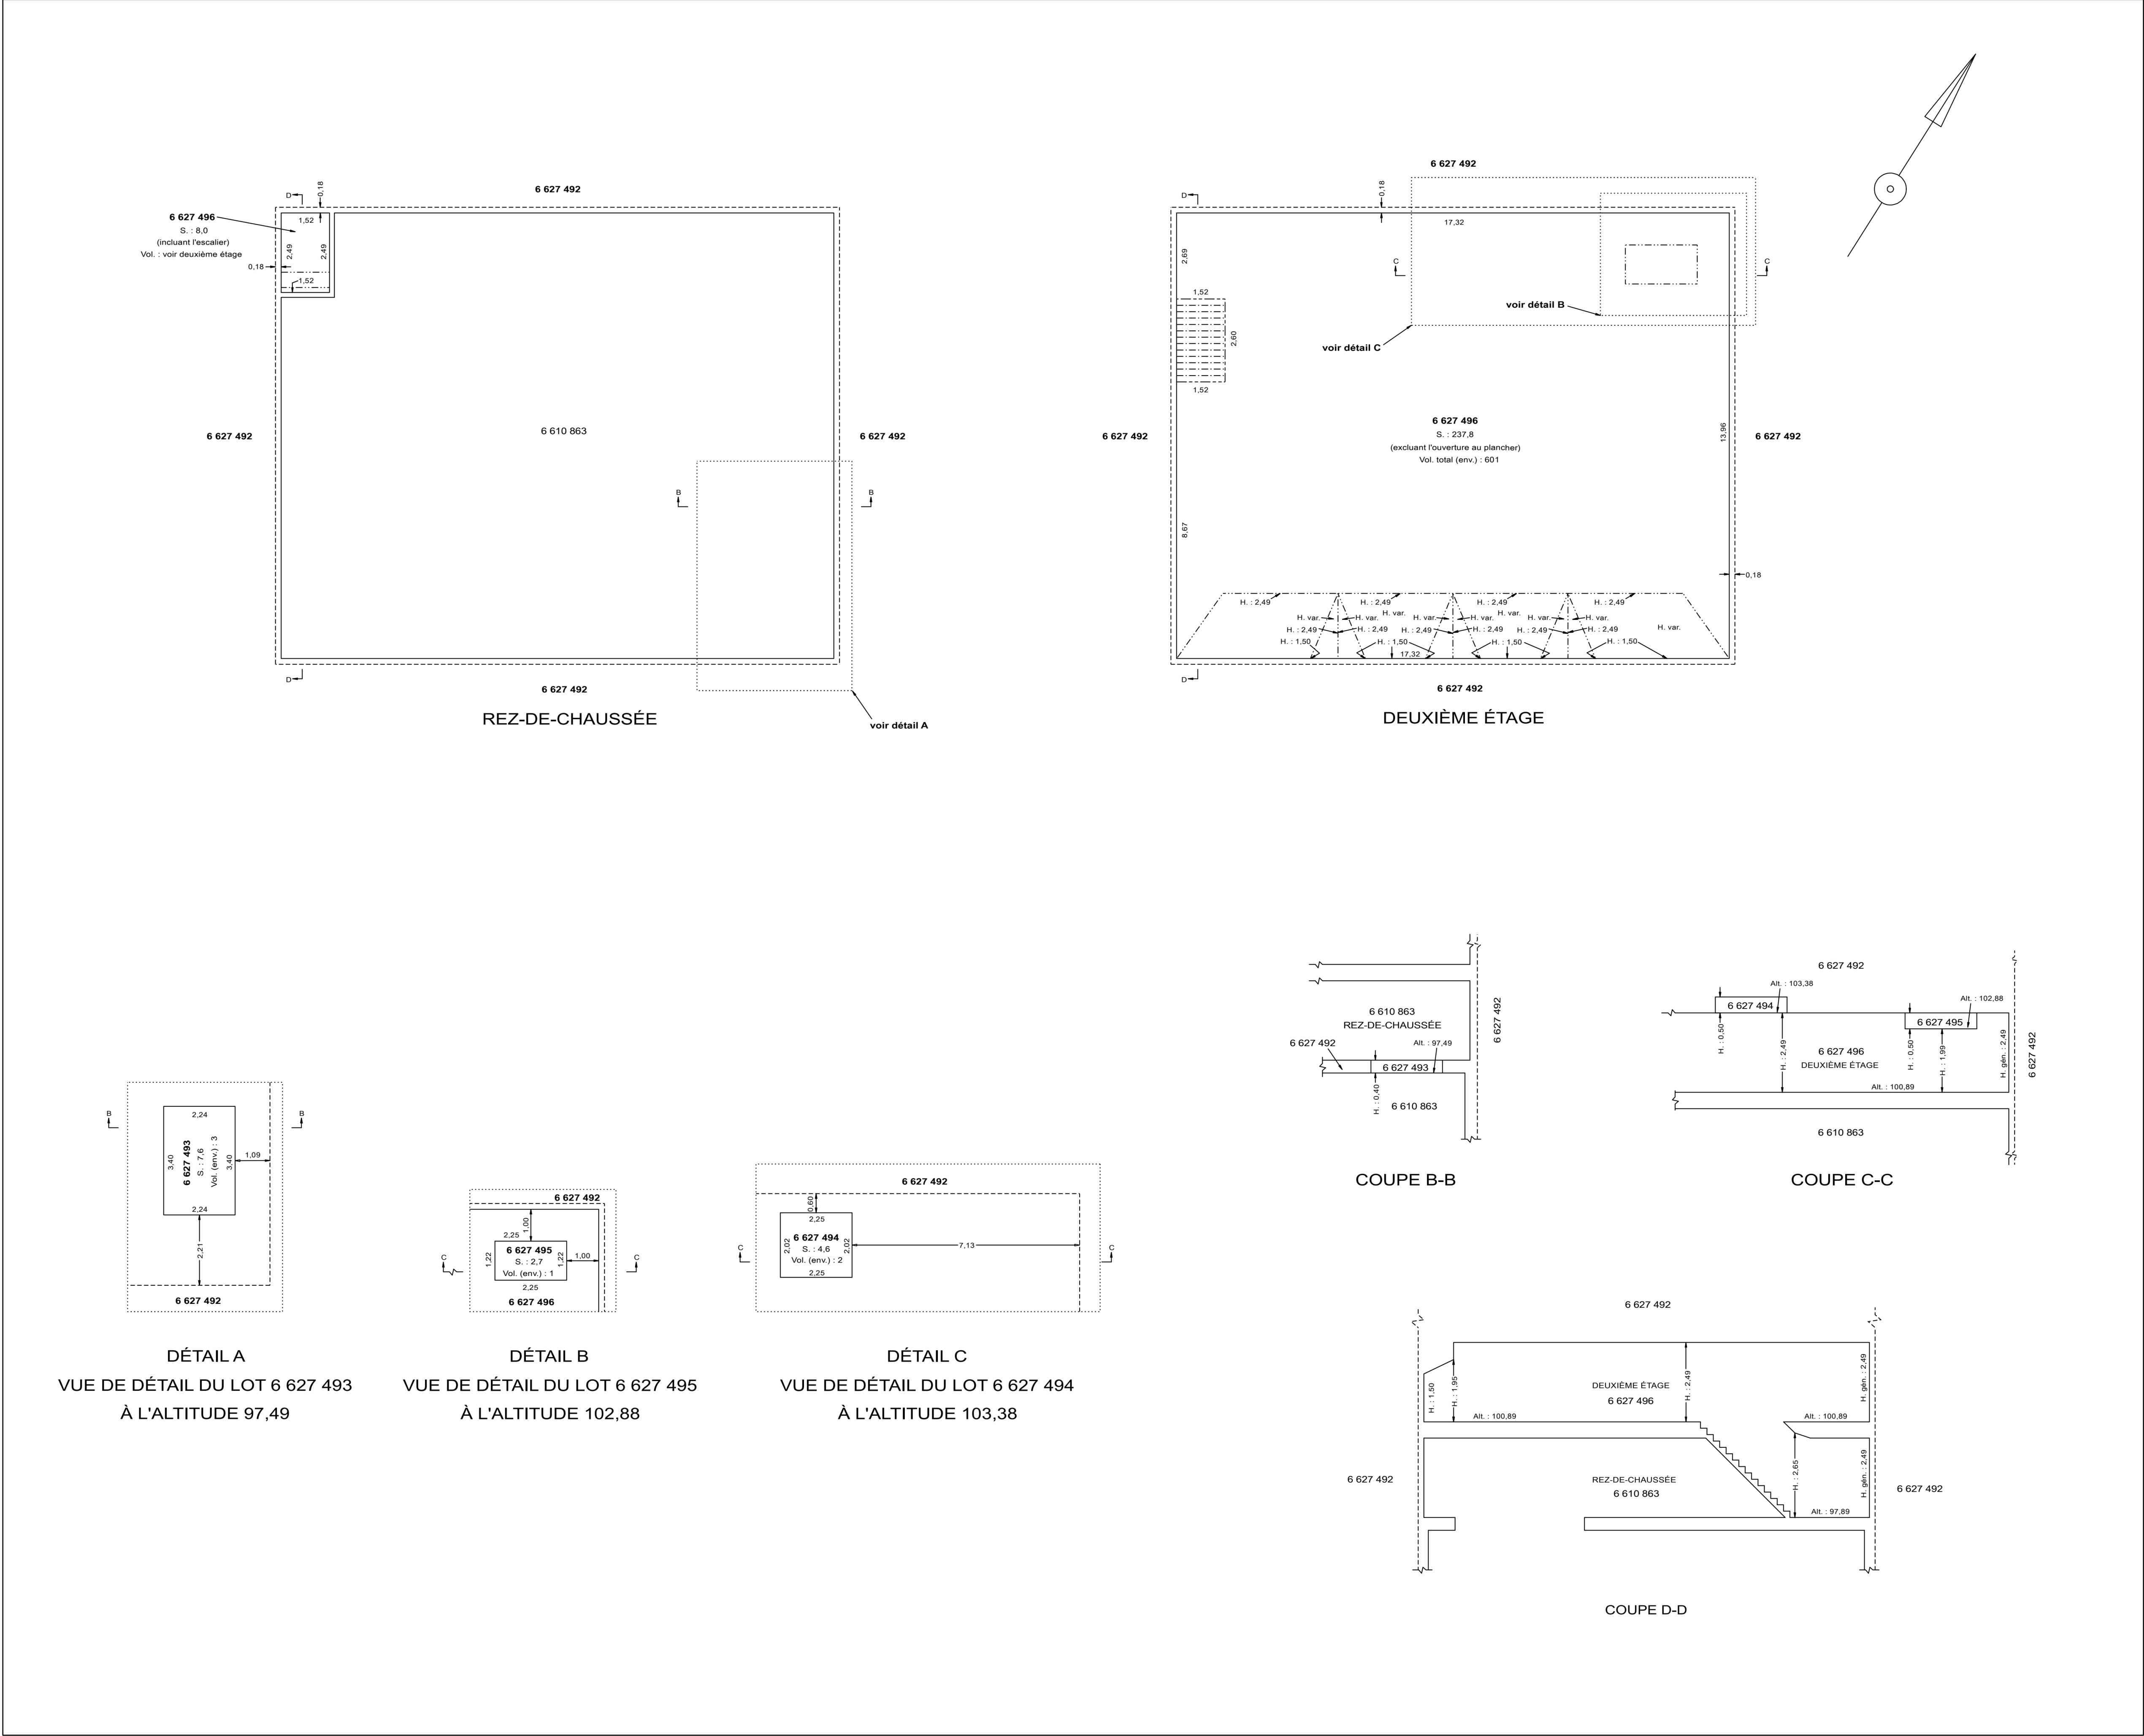 6 627 492
D
0,18
6 627 496
S. : 8,0
(incluant l'escalier)
Vol. : voir deuxième étage
1,52
2,49
2,49
0,18
1,52
6 627 492
6 610 863
6 627 492
B
B
D
6 627 492
REZ-DE-CHAUSSÉE
voir détail A
6 627 492
D
0,18
17,32
2,69
C
C
1,52
voir détail B
2,60
voir détail C
1,52
6 627 496
S. : 237,8
(excluant l'ouverture au plancher)
Vol. total (env.) : 601
6 627 492
13,96
6 627 492
8,67
0,18
H. : 2,49
H. : 2,49
H. : 2,49
H. : 2,49
H. var.
H. var.
H. var.
H. var.
H. var.
H. var.
H. var.
H. var.
H. var.
H. var.
H. : 2,49
H. : 2,49
H. : 2,49
H. : 2,49
H. : 2,49
H. : 2,49
H. : 1,50
H. : 1,50
H. : 1,50
H. : 1,50
17,32
D
6 627 492
DEUXIÈME ÉTAGE
B
B
2,24
3,40
6 627 493
S. : 7,6
Vol. (env.) : 3
3,40
1,09
2,24
2,21
6 627 492
DÉTAIL A
VUE DE DÉTAIL DU LOT 6 627 493
À L'ALTITUDE 97,49
6 627 492
1,00
2,25
6 627 495
S. : 2,7
Vol. (env.) : 1
1,22
1,22
1,00
C
C
2,25
6 627 496
DÉTAIL B
VUE DE DÉTAIL DU LOT 6 627 495
À L'ALTITUDE 102,88
6 627 492
0,60
2,25
6 627 494
S. : 4,6
Vol. (env.) : 2
2,02
2,02
7,13
C
C
2,25
DÉTAIL C
VUE DE DÉTAIL DU LOT 6 627 494
À L'ALTITUDE 103,38
6 610 863
REZ-DE-CHAUSSÉE
6 627 492
6 627 492
Alt. : 97,49
6 627 493
H. : 0,40
6 610 863
COUPE B-B
6 627 492
Alt. : 103,38
6 627 494
Alt. : 102,88
6 627 495
H. : 0,50
H. : 2,49
6 627 496
DEUXIÈME ÉTAGE
H. : 0,50
H. : 1,99
H. gén. : 2,49
6 627 492
Alt. : 100,89
6 610 863
COUPE C-C
6 627 492
H. : 1,50
H. : 1,95
H. : 2,49
H. gén. : 2,49
DEUXIÈME ÉTAGE
6 627 496
Alt. : 100,89
Alt. : 100,89
6 627 492
REZ-DE-CHAUSSÉE
6 610 863
H. : 2,65
H. gén. : 2,49
6 627 492
Alt. : 97,89
COUPE D-D